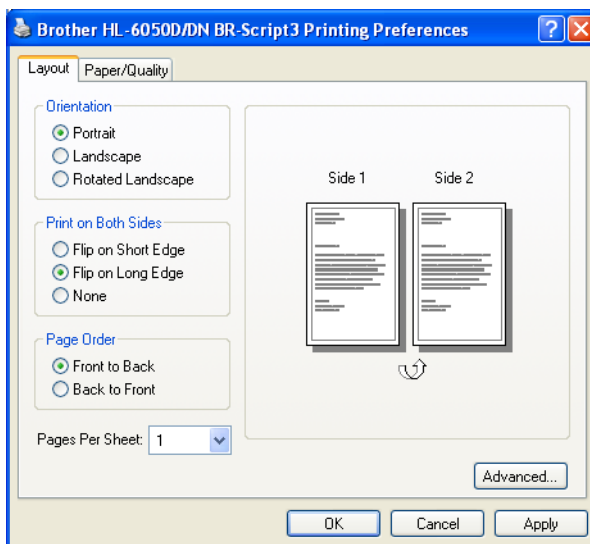 Brother HL-6050D/DN BR-Script3 Printing Preferences
Layout
Paper/Quality
Orientation
Portrait
Landscape
Rotated Landscape
Print on Both Sides
Flip on Short Edge
Flip on Long Edge
None
Page Order
Front to Back
Back to Front
Pages Per Sheet: 1
Side 1 Side 2
Advanced...
OK Cancel Apply